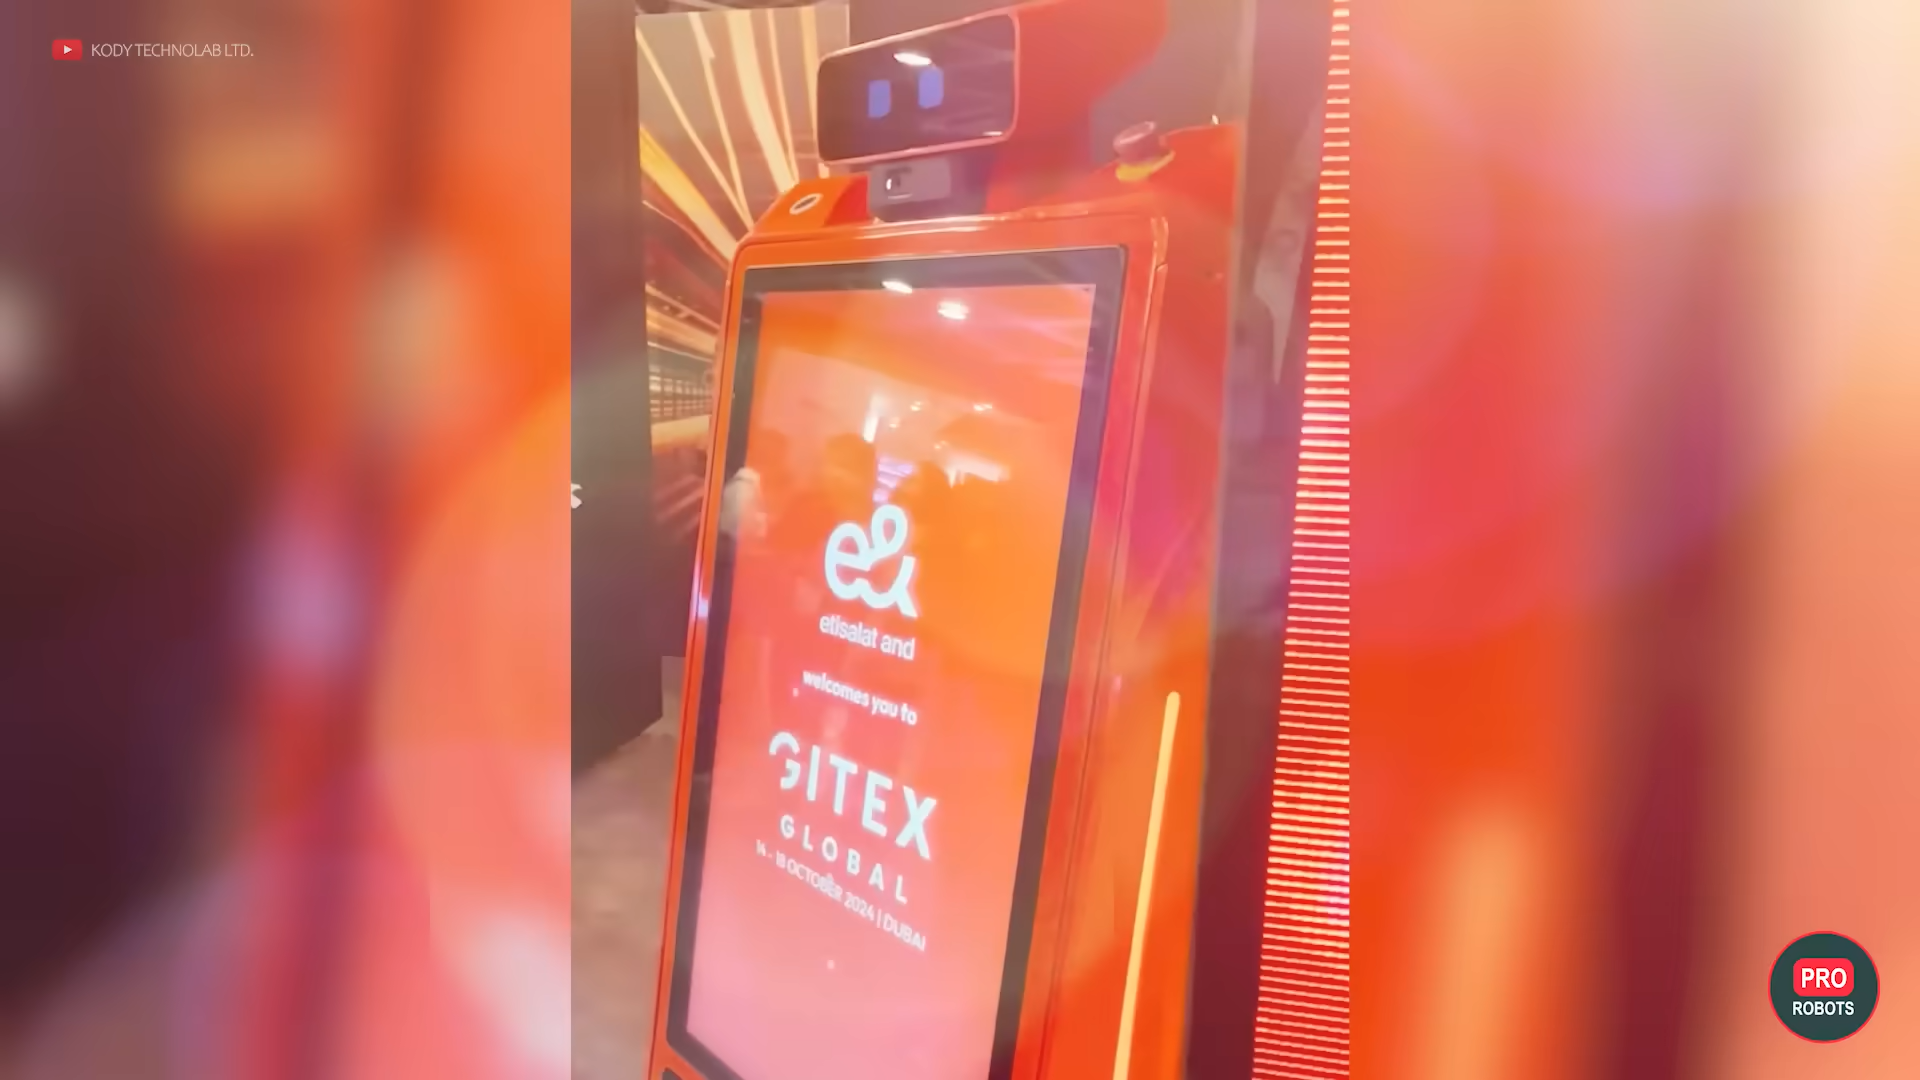 KODY TECHNOLAB LTD.
e&
etisalat and
welcomes you to
GITEX
GLOBAL
14 - 18 OCTOBER 2024 | DUBAI
PRO
ROBOTS